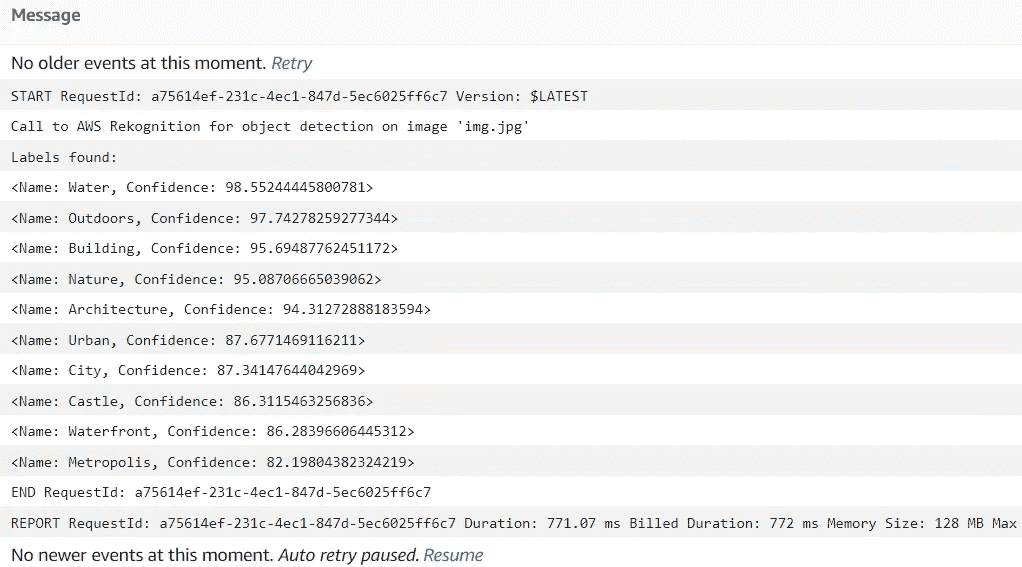 Message
No older events at this moment. Retry
START RequestId: a75614ef-231c-4ec1-847d-5ec6025ff6c7 Version: $LATEST
Call to AWS Rekognition for object detection on image 'img.jpg'
Labels found:
<Name: Water, Confidence: 98.55244445800781>
<Name: Outdoors, Confidence: 97.74278259277344>
<Name: Building, Confidence: 95.69487762451172>
<Name: Nature, Confidence: 95.08706665039062>
<Name: Architecture, Confidence: 94.31272888183594>
<Name: Urban, Confidence: 87.6771469116211>
<Name: City, Confidence: 87.34147644042969>
<Name: Castle, Confidence: 86.3115463256836>
<Name: Waterfront, Confidence: 86.28396606445312>
<Name: Metropolis, Confidence: 82.19804382324219>
END RequestId: a75614ef-231c-4ec1-847d-5ec6025ff6c7
REPORT RequestId: a75614ef-231c-4ec1-847d-5ec6025ff6c7 Duration: 771.07 ms Billed Duration: 772 ms Memory Size: 128 MB Max
No newer events at this moment. Auto retry paused. Resume